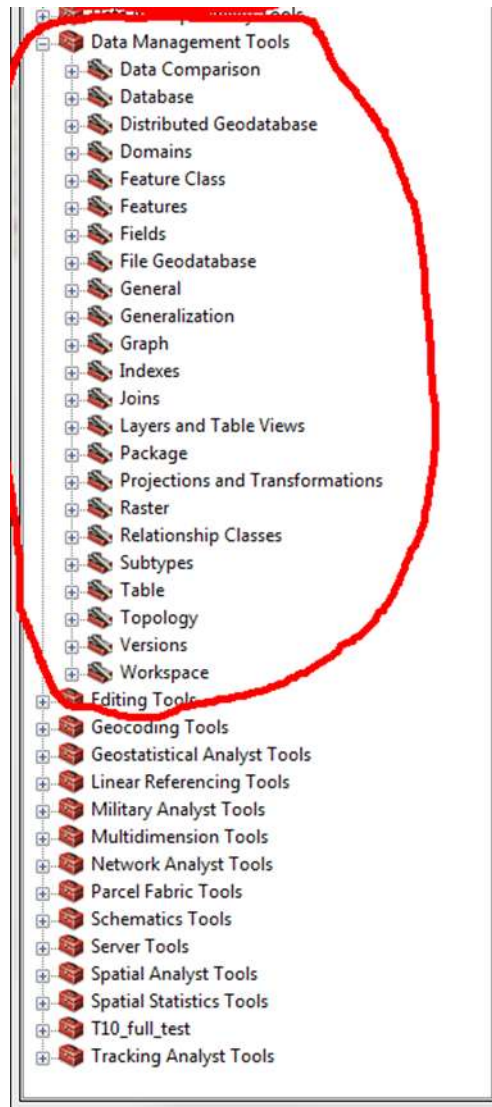 Data Management Tools
Data Comparison
Database
Distributed Geodatabase
Domains
Feature Class
Features
Fields
File Geodatabase
General
Generalization
Graph
Indexes
Joins
Layers and Table Views
Package
Projections and Transformations
Raster
Relationship Classes
Subtypes
Table
Topology
Versions
Workspace
Editing Tools
Geocoding Tools
Geostatistical Analyst Tools
Linear Referencing Tools
Military Analyst Tools
Multidimension Tools
Network Analyst Tools
Parcel Fabric Tools
Schematics Tools
Server Tools
Spatial Analyst Tools
Spatial Statistics Tools
T10_full_test
Tracking Analyst Tools